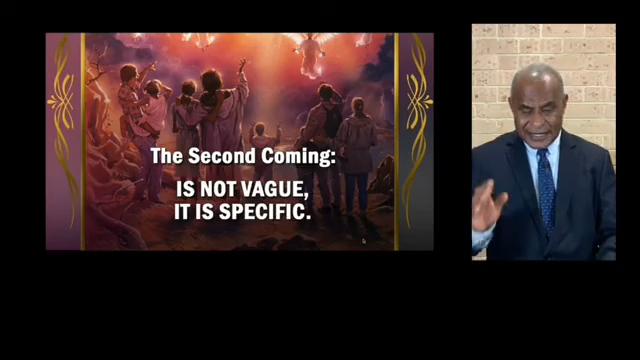 The Second Coming:
IS NOT VAGUE,
IT IS SPECIFIC.